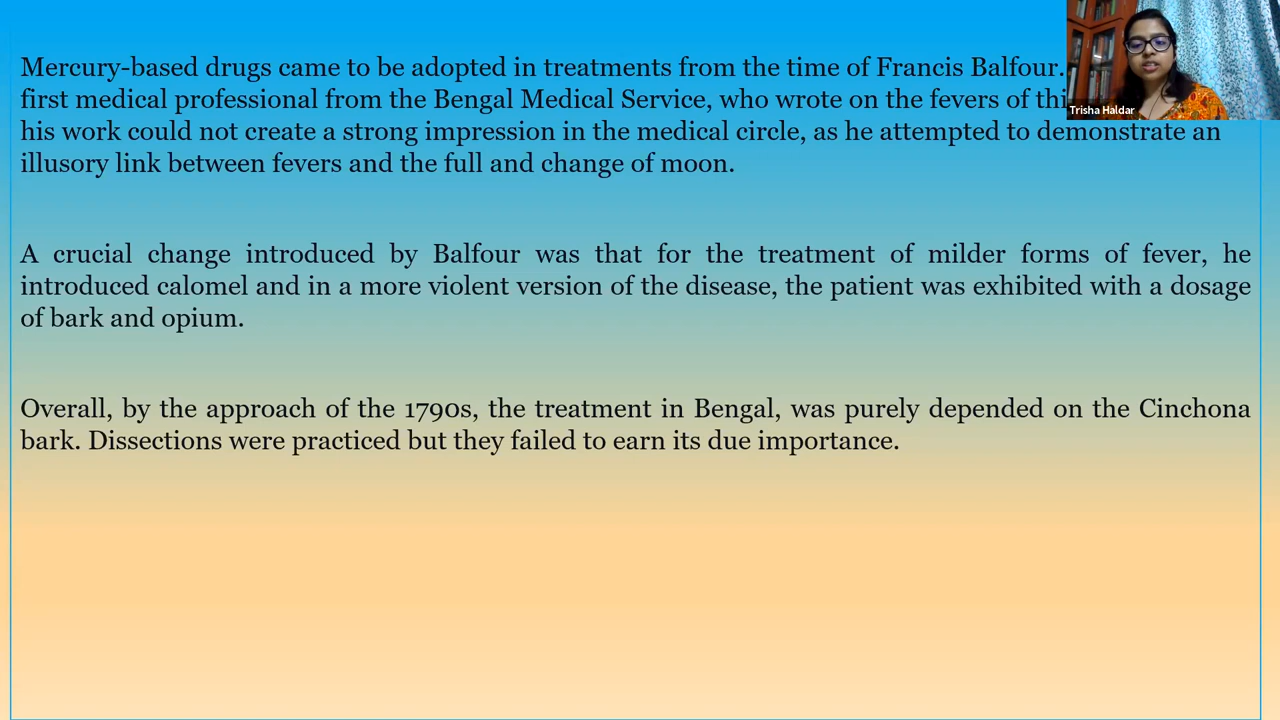 Mercury-based drugs came to be adopted in treatments from the time of Francis Balfour.
first medical professional from the Bengal Medical Service, who wrote on the fevers of
his work could not create a strong impression in the medical circle, as he attempted to demonstrate an
illusory link between fevers and the full and change of moon.
A crucial change introduced by Balfour was that for the treatment of milder forms of fever, he
introduced calomel and in a more violent version of the disease, the patient was exhibited with a dosage
of bark and opium.
Overall, by the approach of the 1790s, the treatment in Bengal, was purely depended on the Cinchona
bark. Dissections were practiced but they failed to earn its due importance.
Trisha Haldar